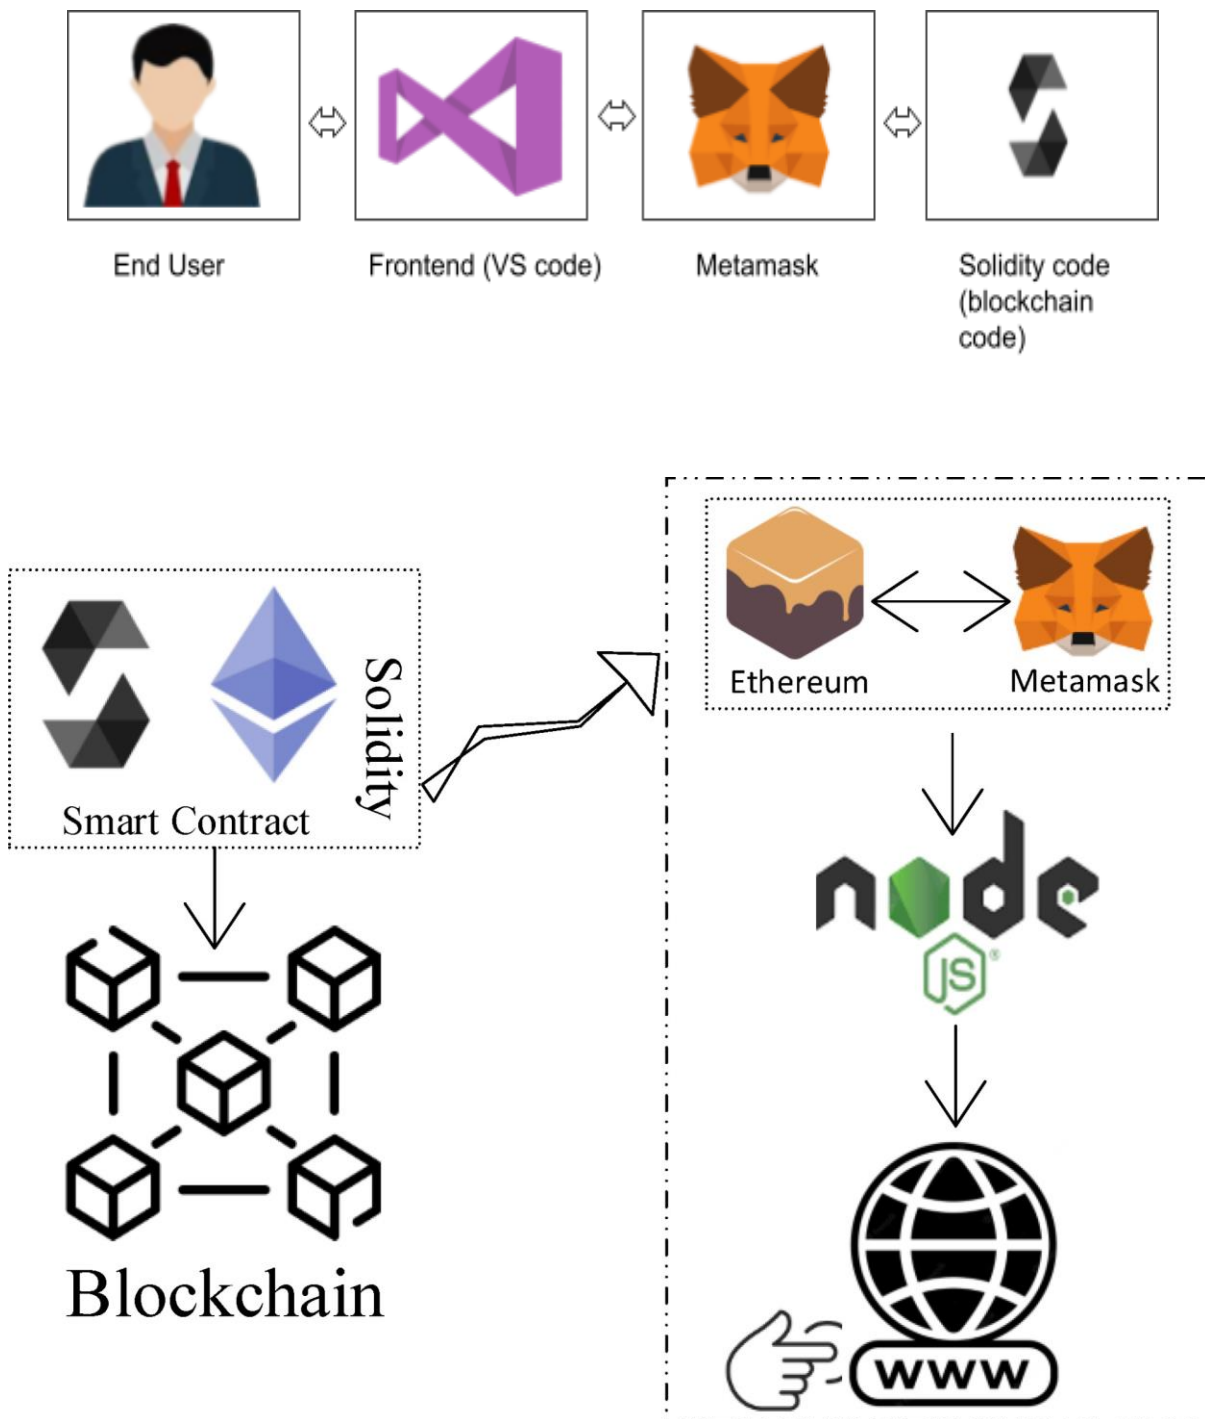 End User
Frontend (VS code)
Metamask
Solidity code
(blockchain
code)
Ethereum
Metamask
Solidity
Smart Contract
node
JS®
Blockchain
www